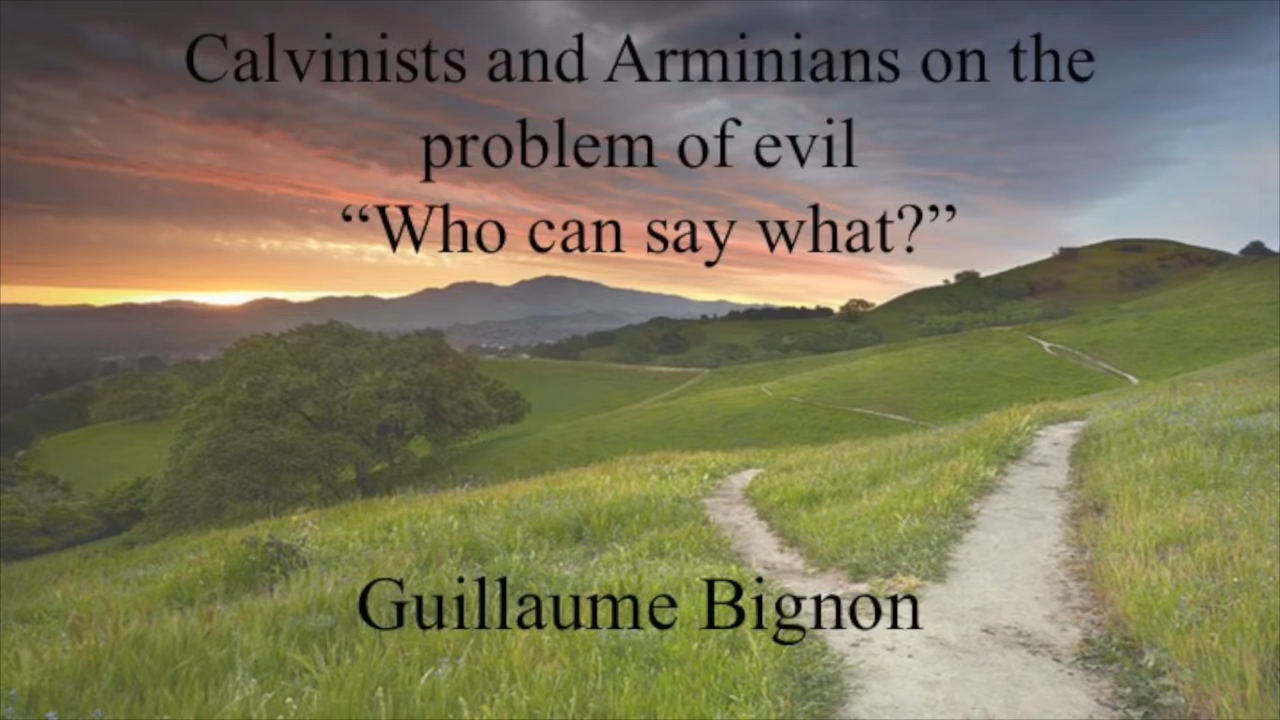 Calvinists and Arminians on the
problem of evil
“Who can say what?”
Guillaume Bignon